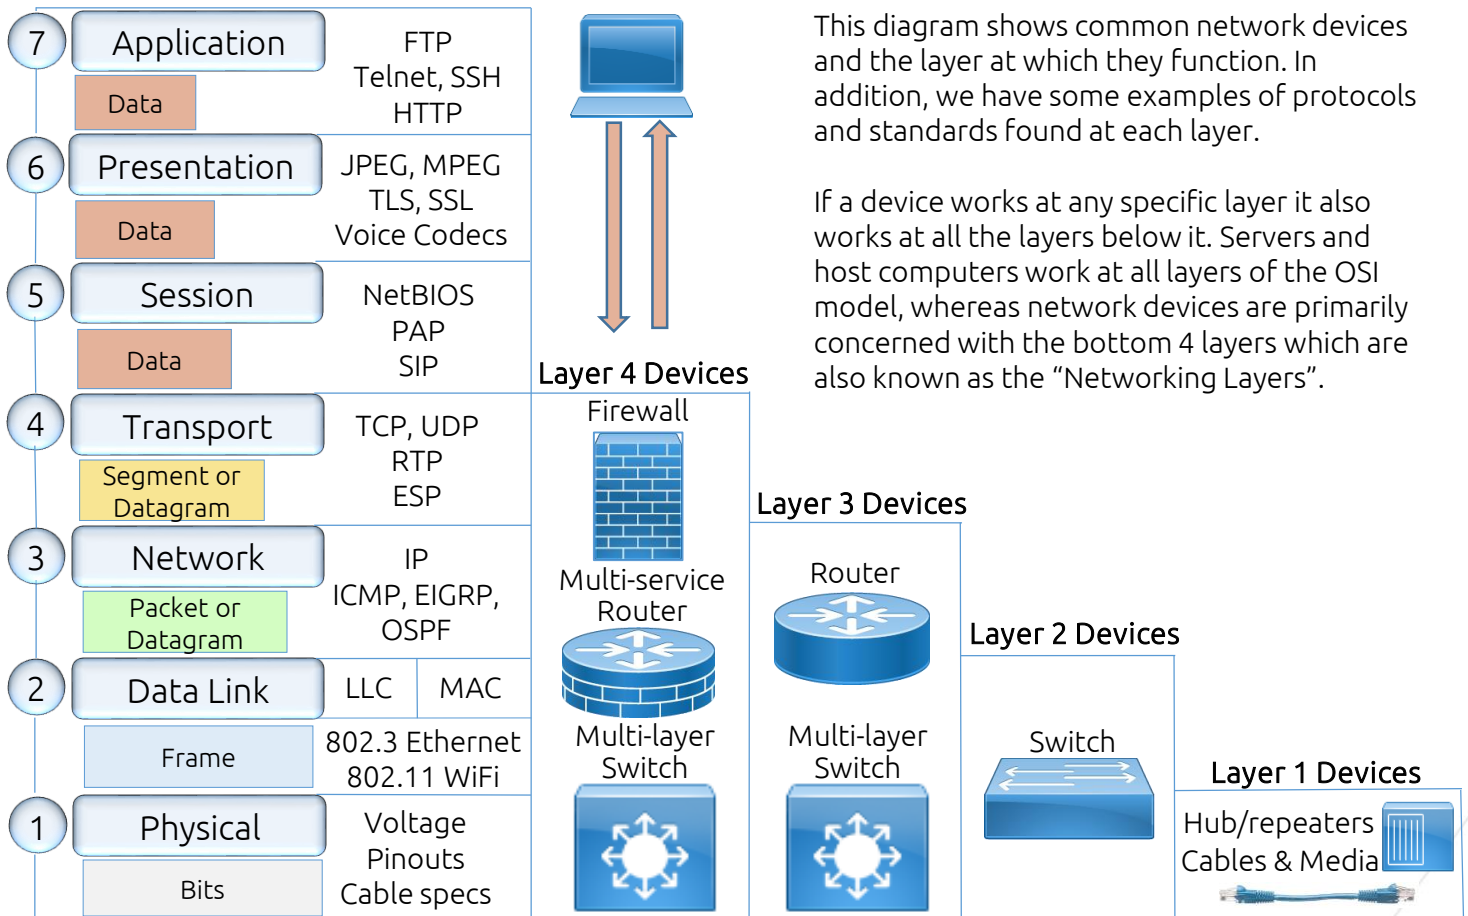 7
Application
Data
FTP
Telnet, SSH
HTTP
6
Presentation
Data
JPEG, MPEG
TLS, SSL
Voice Codecs
5
Session
Data
NetBIOS
PAP
SIP
4
Transport
Segment or
Datagram
TCP, UDP
RTP
ESP
3
Network
Packet or
Datagram
IP
ICMP, EIGRP,
OSPF
2
Data Link
Frame
LLC
MAC
802.3 Ethernet
802.11 WiFi
1
Physical
Bits
Voltage
Pinouts
Cable specs
This diagram shows common network devices
and the layer at which they function. In
addition, we have some examples of protocols
and standards found at each layer.
If a device works at any specific layer it also
works at all the layers below it. Servers and
host computers work at all layers of the OSI
model, whereas network devices are primarily
concerned with the bottom 4 layers which are
also known as the “Networking Layers”.
Layer 4 Devices
Firewall
Multi-service
Router
Multi-layer
Switch
Layer 3 Devices
Router
Multi-layer
Switch
Layer 2 Devices
Switch
Layer 1 Devices
Hub/repeaters
Cables & Media